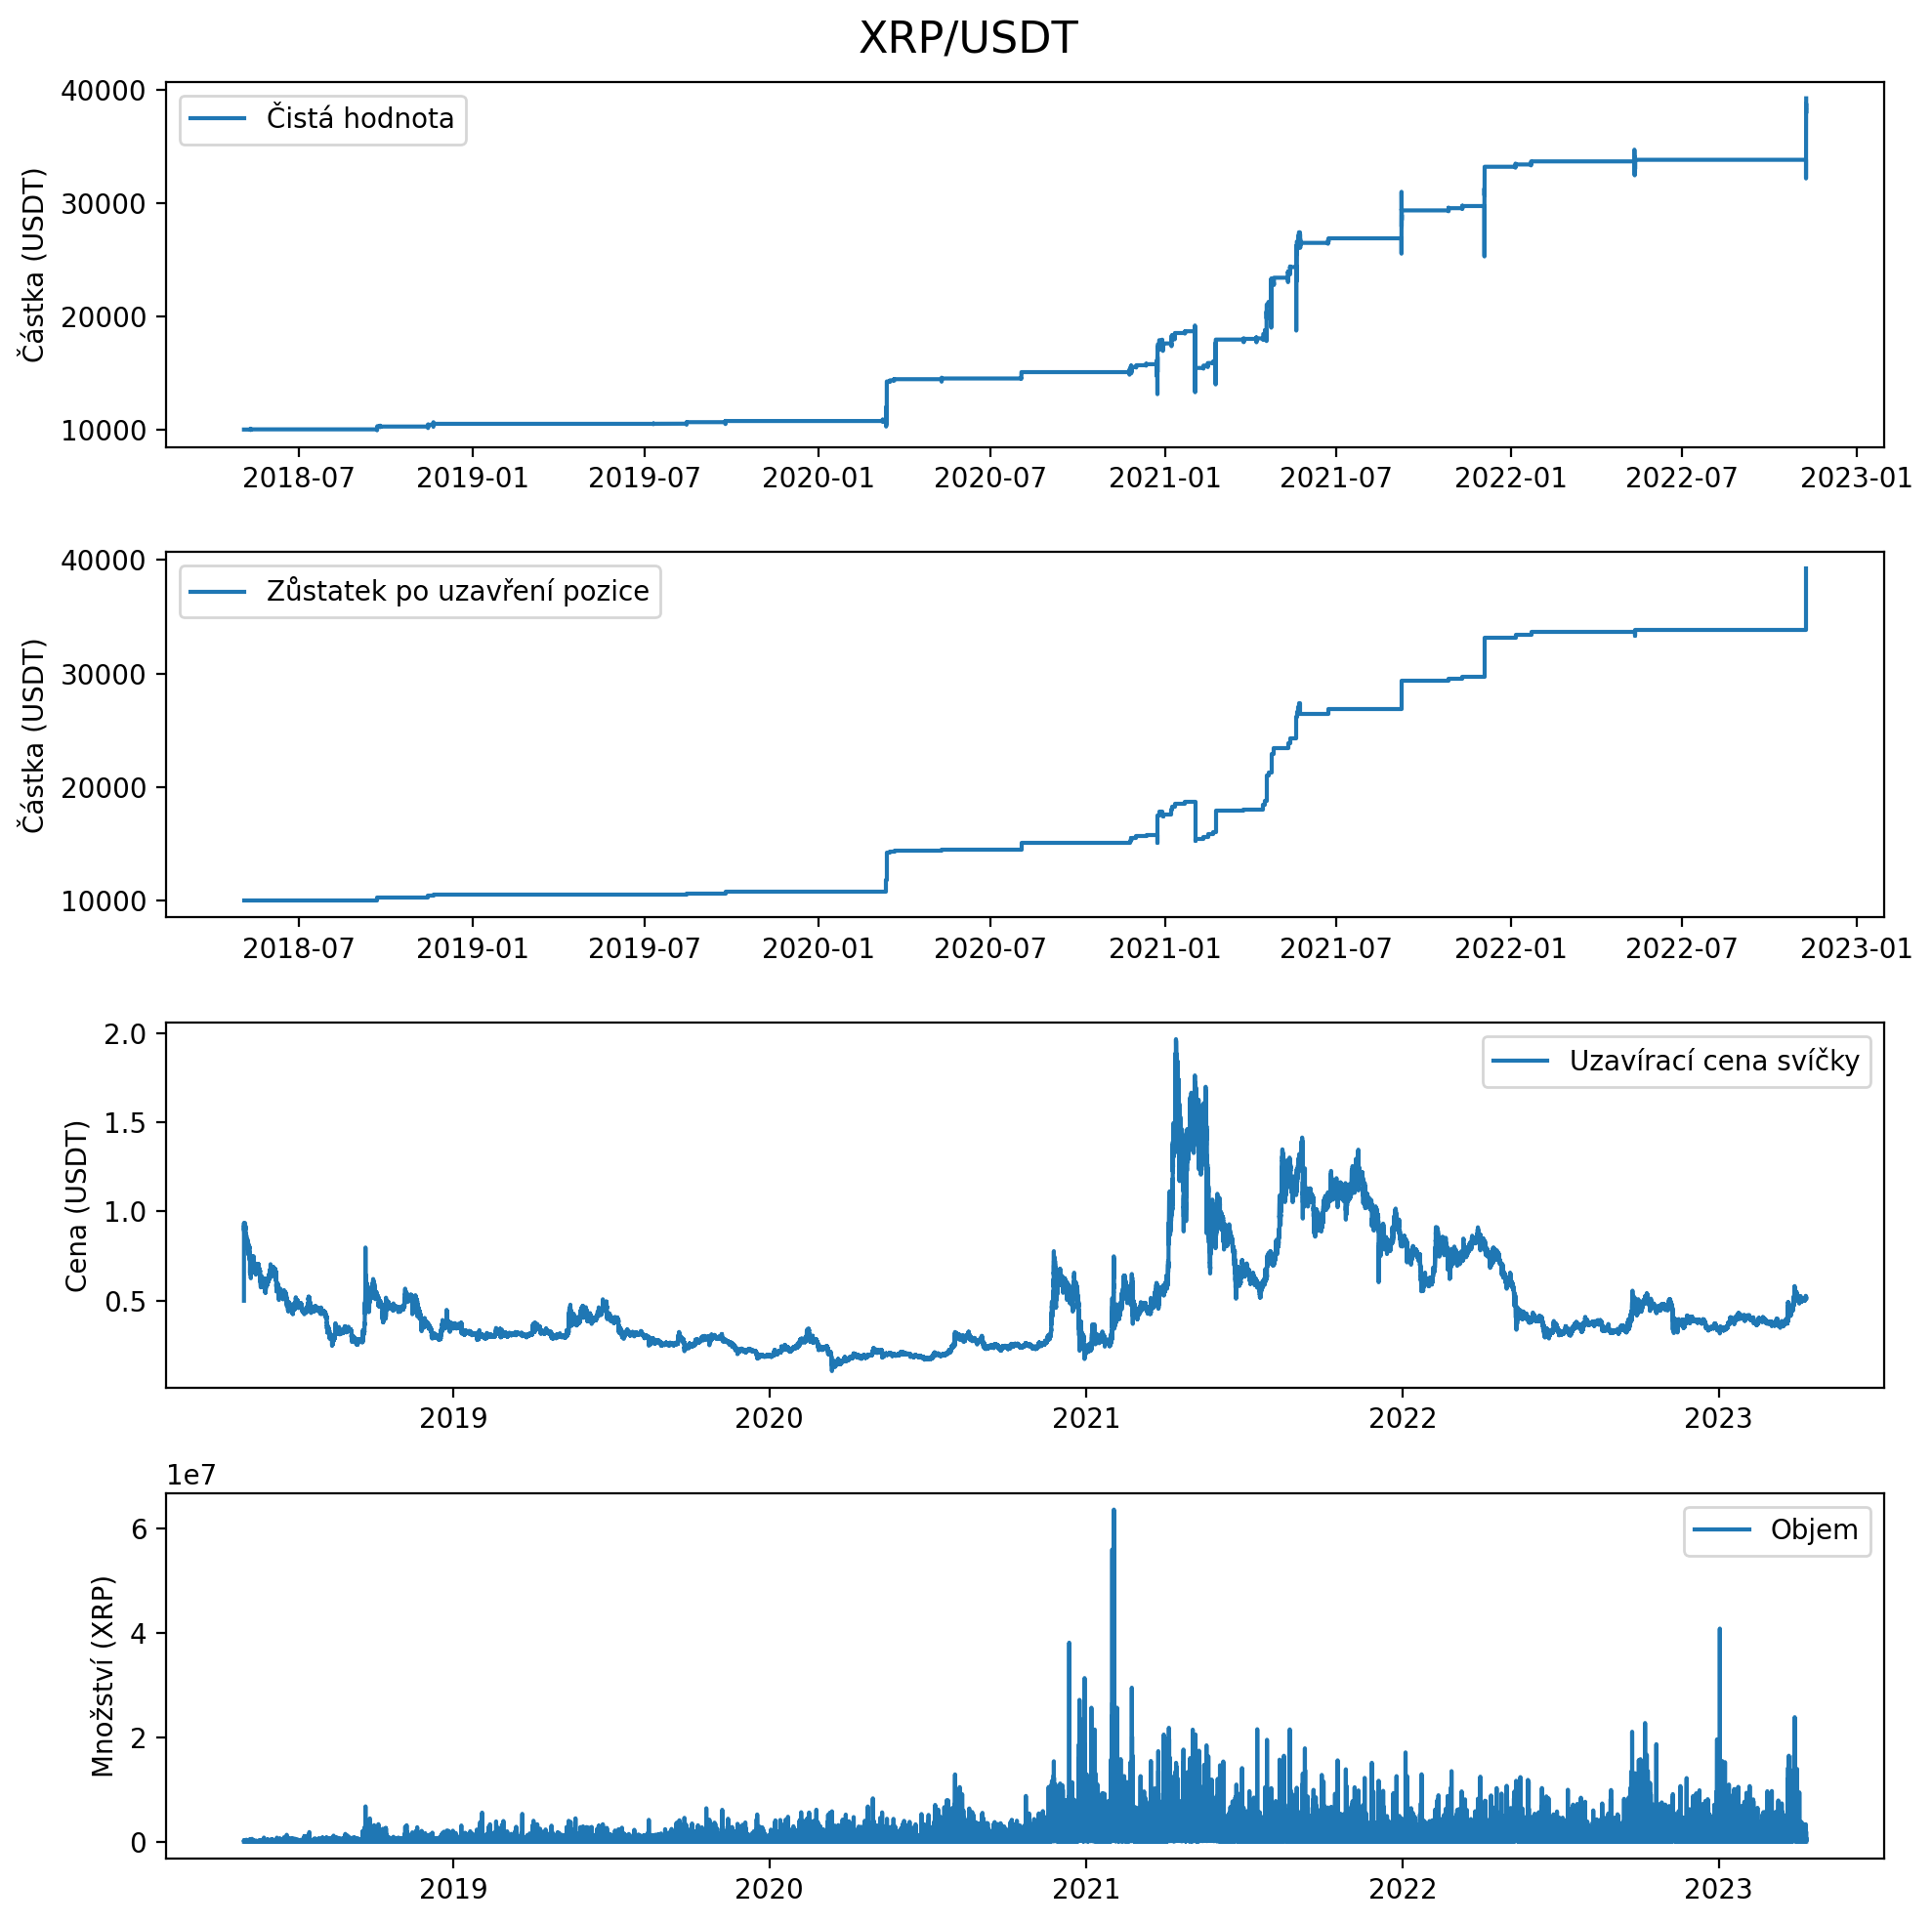 XRP/USDT
40000
30000
20000
10000
Částka (USDT)
Čistá hodnota
2018-07 2019-01 2019-07 2020-01 2020-07 2021-01 2021-07 2022-01 2022-07 2023-01
40000
30000
20000
10000
Částka (USDT)
Zůstatek po uzavření pozice
2018-07 2019-01 2019-07 2020-01 2020-07 2021-01 2021-07 2022-01 2022-07 2023-01
2.0
1.5
1.0
0.5
Cena (USDT)
Uzavírací cena svíčky
2019 2020 2021 2022 2023
1e7
6
4
2
0
Množství (XRP)
Objem
2019 2020 2021 2022 2023